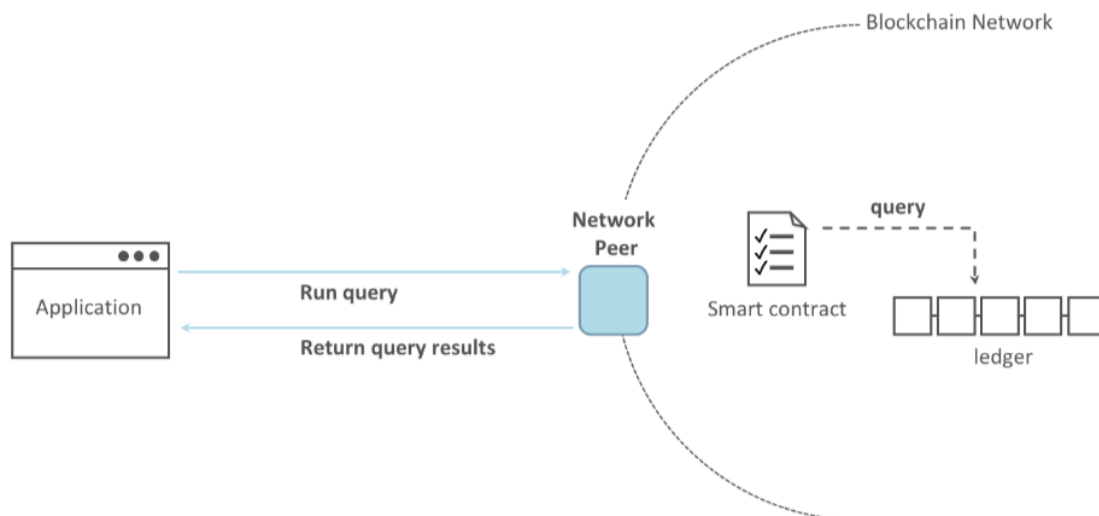 Blockchain Network
Network
Peer
query
Application
Run query
Smart contract
Return query results
ledger